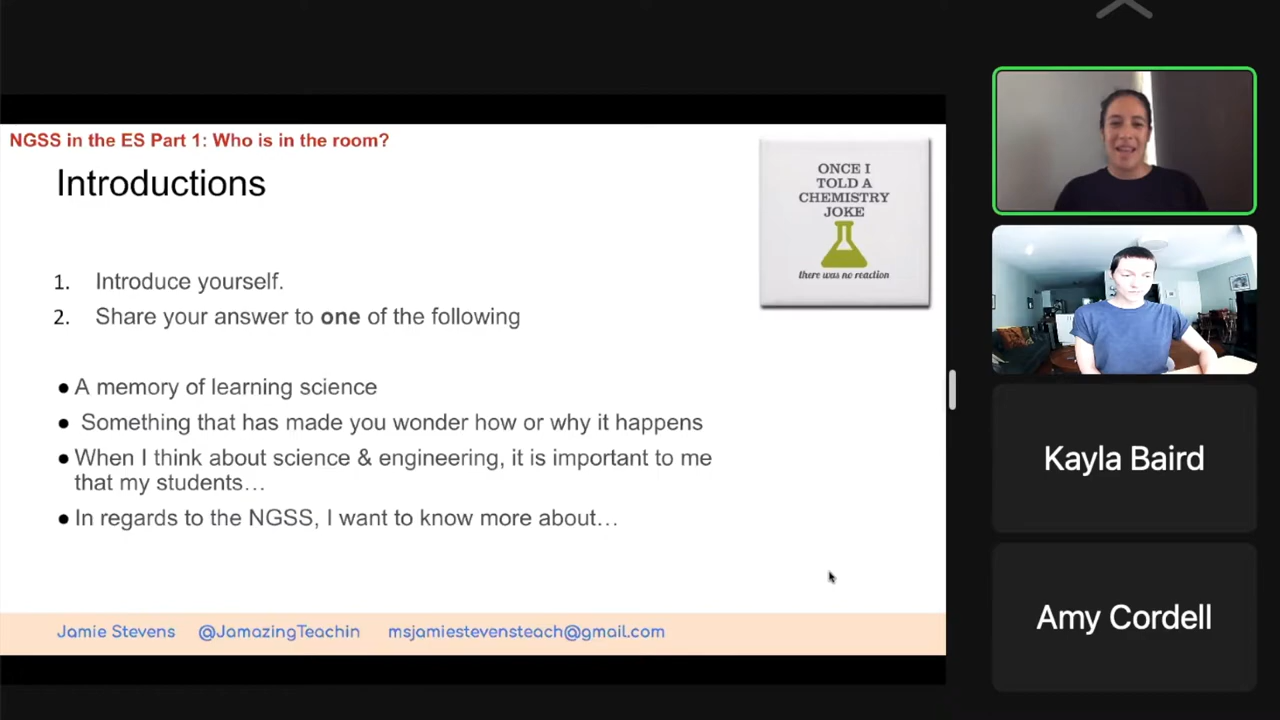 NGSS in the ES Part 1: Who is in the room?
Introductions
ONCE I
TOLD A
CHEMISTRY
JOKE
there was no reaction
1. Introduce yourself.
2. Share your answer to one of the following
● A memory of learning science
● Something that has made you wonder how or why it happens
● When I think about science & engineering, it is important to me
that my students…
● In regards to the NGSS, I want to know more about…
Jamie Stevens @JamazingTeachin msjamiestevensteach@gmail.com
Kayla Baird
Amy Cordell